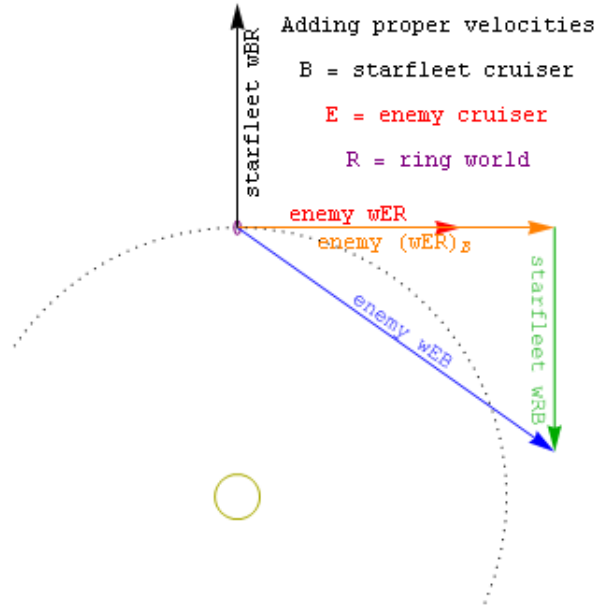 Adding proper velocities
B = starfleet cruiser
E = enemy cruiser
R = ring world
starfleet wBR
enemy wER
enemy (wER)B
enemy wEB
starfleet wRB